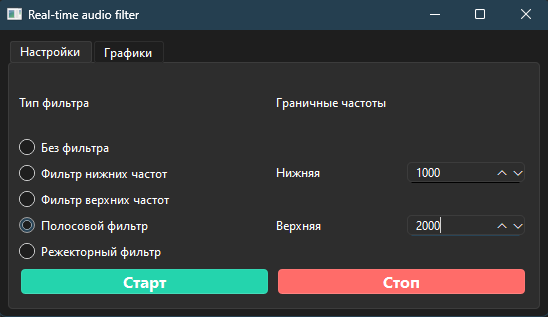 Real-time audio filter
Настройки Графики
Тип фильтра Граничные частоты
Без фильтра
Фильтр нижних частот Нижняя 1000
Фильтр верхних частот
Полосовой фильтр Верхняя 2000
Режекторный фильтр
Старт Стоп